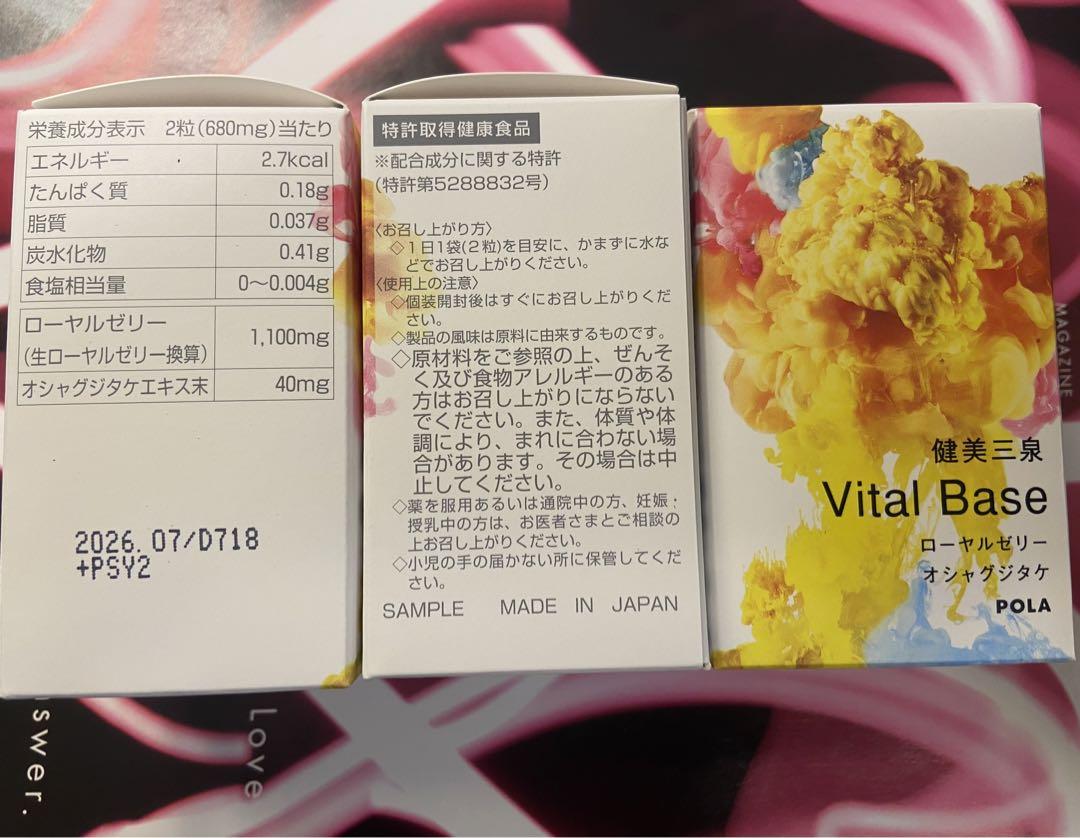 栄養成分表示 2粒(680mg)当たり
エネルギー 2.7kcal
たんぱく質 0.18g
脂質 0.037g
炭水化物 0.41g
食塩相当量 0〜0.004g
ローヤルゼリー
(生ローヤルゼリー換算) 1,100mg
オシャグジタケエキス末 40mg
2026.07/D718
+PSY2
特許取得健康食品
※配合成分に関する特許
(特許第5288832号)
〈お召し上がり方〉
◇1日1袋(2粒)を目安に、かまずに水な
どでお召し上がりください。
〈使用上の注意〉
◇個装開封後はすぐにお召し上がりくだ
さい。
◇製品の風味は原料に由来するものです。
◇原材料をご参照の上、ぜんそ
く及び食物アレルギーのある
方はお召し上がりにならない
でください。また、体質や体
調により、まれに合わない場
合があります。その場合は中
止してください。
◇薬を服用あるいは通院中の方、妊娠・
授乳中の方は、お医者さまとご相談の
上お召し上がりください。
◇小児の手の届かない所に保管してくだ
さい。
SAMPLE MADE IN JAPAN
健美三泉
Vital Base
ローヤルゼリー
オシャグジタケ
POLA
MAGAZINE
swer.
Love